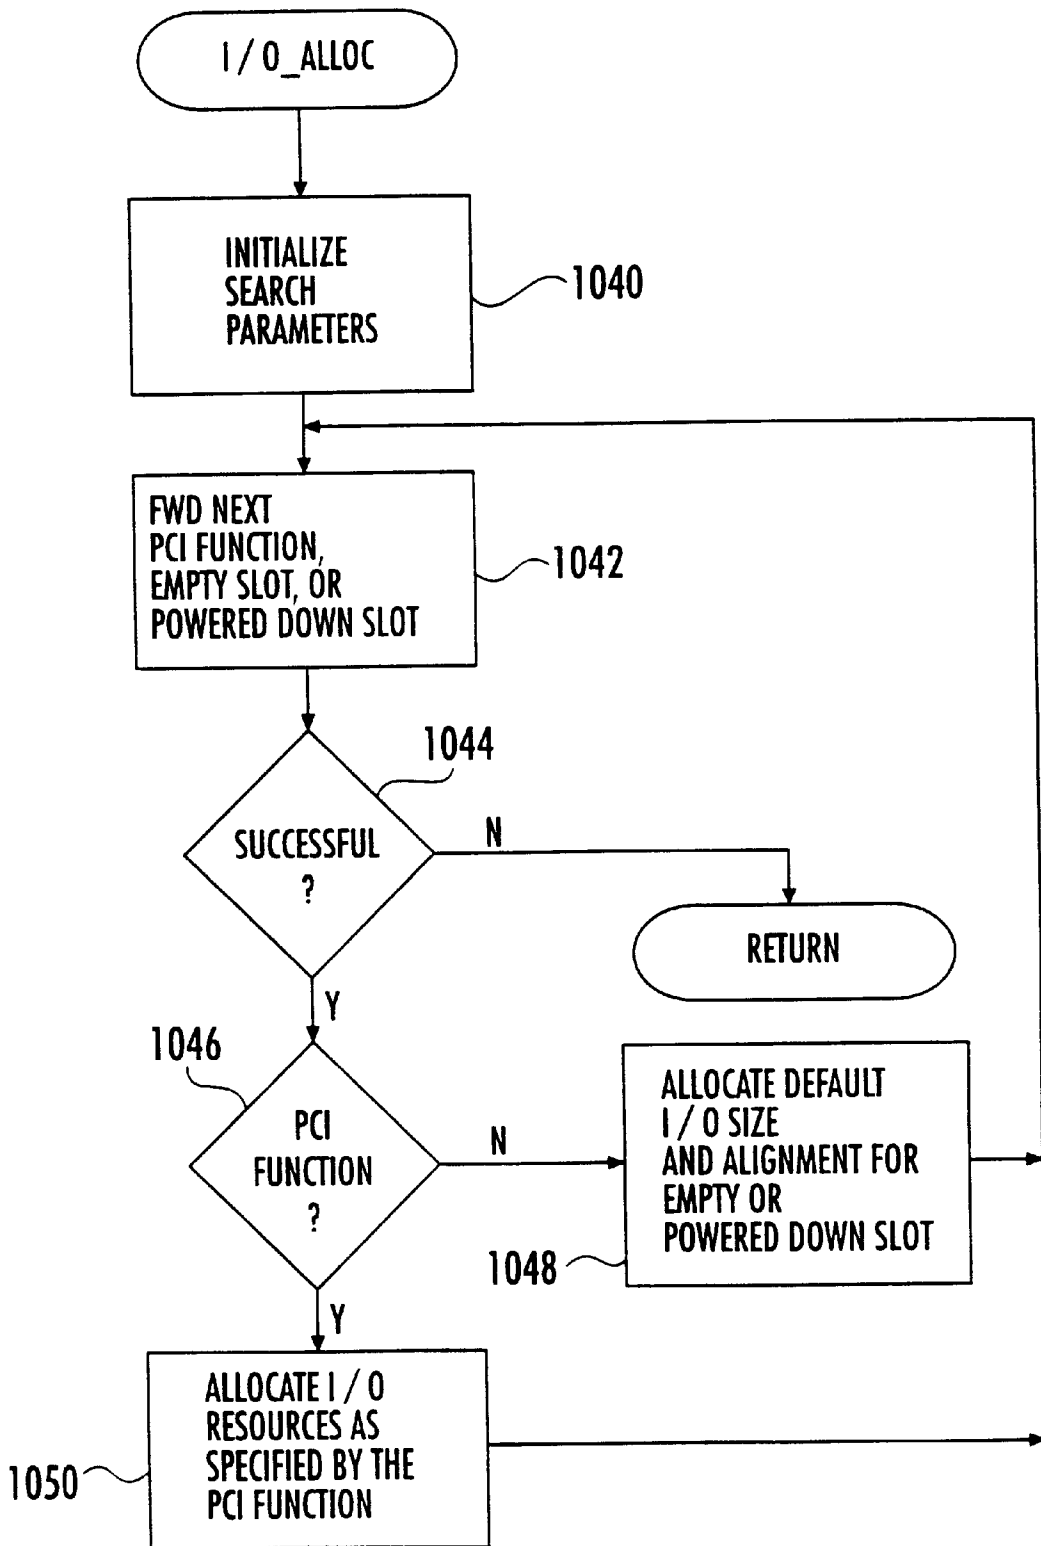 I / O_ALLOC
INITIALIZE
SEARCH
PARAMETERS
1040
FWD NEXT
PCI FUNCTION,
EMPTY SLOT, OR
POWERED DOWN SLOT
1042
1044
SUCCESSFUL
?
N
RETURN
Y
1046
PCI
FUNCTION
?
N
ALLOCATE DEFAULT
I / O SIZE
AND ALIGNMENT FOR
EMPTY OR
POWERED DOWN SLOT
1048
Y
ALLOCATE I / O
RESOURCES AS
SPECIFIED BY THE
PCI FUNCTION
1050